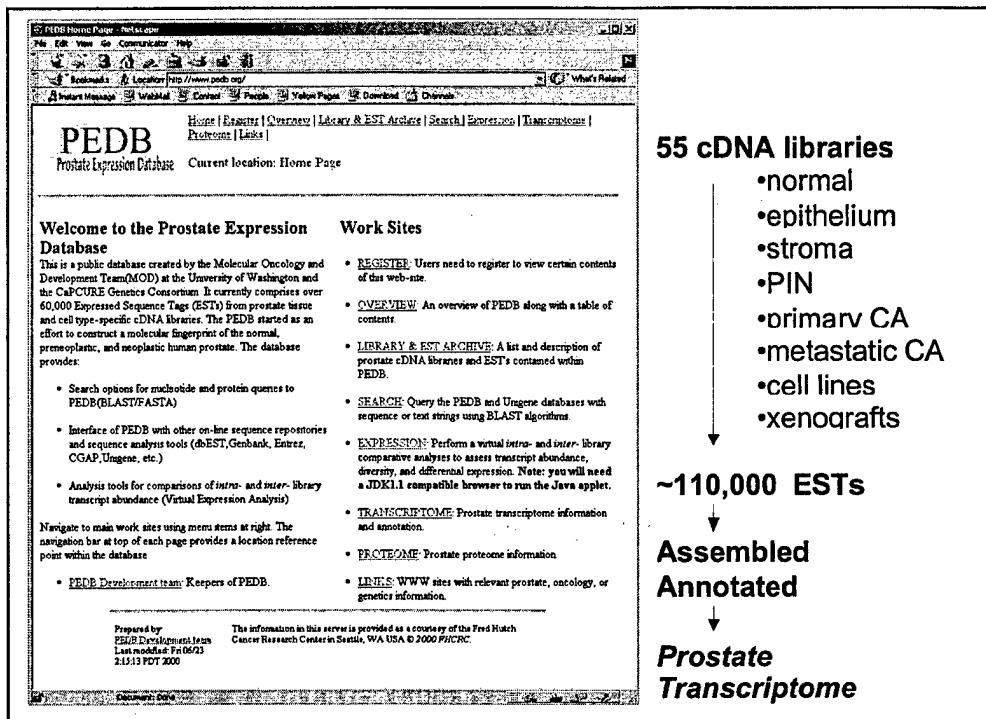 PEDB Home Page - Netscape
File Edit View Go Communicator Help
Bookmarks Location: http://www.pedb.org/ What's Related
Instant Message WebMail Contact People Yellow Pages Download Channels
PEDB
Prostate Expression Database
Home | Register | Overview | Library & EST Archive | Search | Expression | Transcriptome |
Proteome | Links |
Current location: Home Page
Welcome to the Prostate Expression
Database
This is a public database created by the Molecular Oncology and
Development Team(MOD) at the University of Washington and
the CaPCURE Genetics Consortium. It currently comprises over
60,000 Expressed Sequence Tags (ESTs) from prostate tissue
and cell type-specific cDNA libraries. The PEDB started as an
effort to construct a molecular fingerprint of the normal,
preneoplastic, and neoplastic human prostate. The database
provides:
• Search options for nucleotide and protein queries to
PEDB(BLAST/FASTA)
• Interface of PEDB with other on-line sequence repositories
and sequence analysis tools (dbEST,Genbank, Entrez,
CGAP,Unigene, etc.)
• Analysis tools for comparisons of intra- and inter- library
transcript abundance (Virtual Expression Analysis)
Navigate to main work sites using menu items at right. The
navigation bar at top of each page provides a location reference
point within the database
• PEDB Development team: Keepers of PEDB.
Work Sites
• REGISTER: Users need to register to view certain contents
of this web-site.
• OVERVIEW: An overview of PEDB along with a table of
contents.
• LIBRARY & EST ARCHIVE: A list and description of
prostate cDNA libraries and EST's contained within
PEDB.
• SEARCH: Query the PEDB and Unigene databases with
sequence or text strings using BLAST algorithms.
• EXPRESSION: Perform a virtual intra- and inter- library
comparative analyses to assess transcript abundance,
diversity, and differential expression. Note: you will need
a JDK1.1 compatible browser to run the Java applet.
• TRANSCRIPTOME: Prostate transcriptome information
and annotation.
• PROTEOME: Prostate proteome information
• LINKS: WWW sites with relevant prostate, oncology, or
genetics information.
Prepared by
PEDB Development team
Last modified: Fri 06/23
2:15:13 PDT 2000
The information in this server is provided as a courtesy of the Fred Hutch
Cancer Research Center in Seattle, WA USA © 2000 FHCRC.
Document: Done
55 cDNA libraries
•normal
•epithelium
•stroma
•PIN
•primary CA
•metastatic CA
•cell lines
•xenografts
~110,000 ESTs
Assembled
Annotated
Prostate
Transcriptome